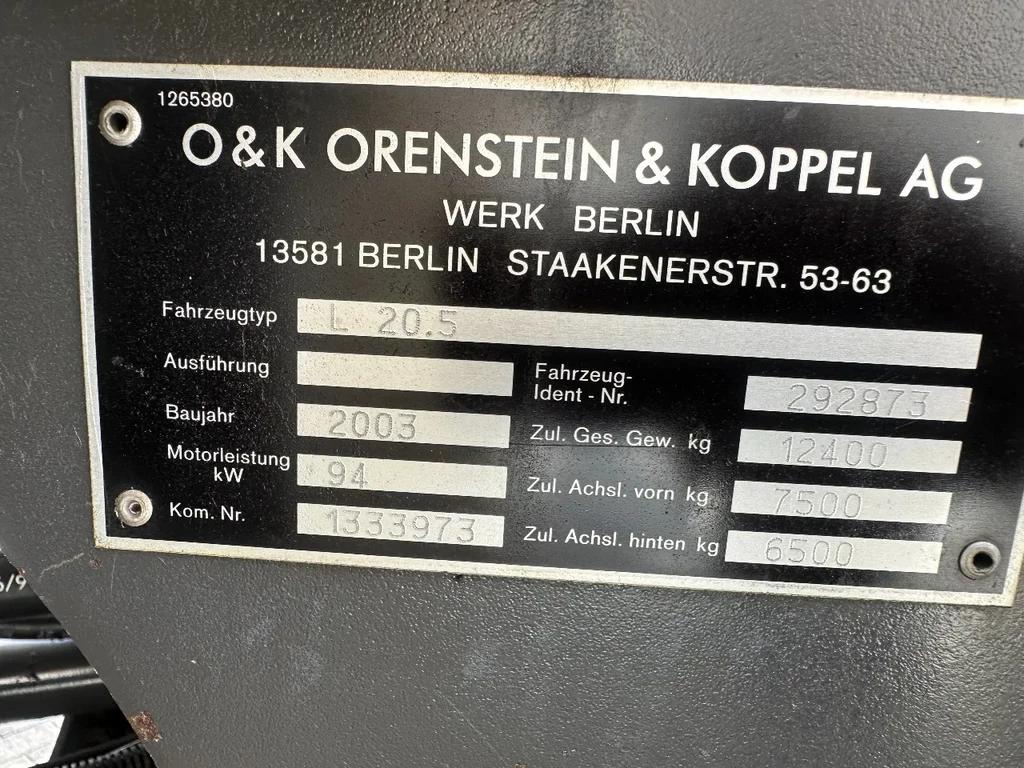 1265380
O&K ORENSTEIN & KOPPEL AG
WERK BERLIN
13581 BERLIN STAAKENERSTR. 53-63
Fahrzeugtyp L 20.5
Ausführung
Fahrzeug-
Ident - Nr. 292873
Baujahr 2003
Zul. Ges. Gew. kg 12400
Motorleistung
kW 94
Zul. Achsl. vorn kg 7500
Kom. Nr. 1333973
Zul. Achsl. hinten kg 6500